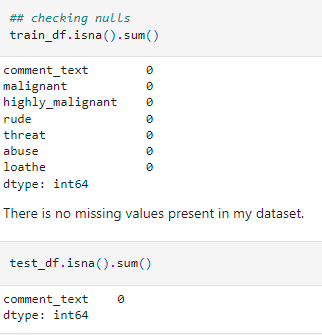 ## checking nulls
train_df.isna().sum()
comment_text 0
malignant 0
highly_malignant 0
rude 0
threat 0
abuse 0
loathe 0
dtype: int64
There is no missing values present in my dataset.
test_df.isna().sum()
comment_text 0
dtype: int64